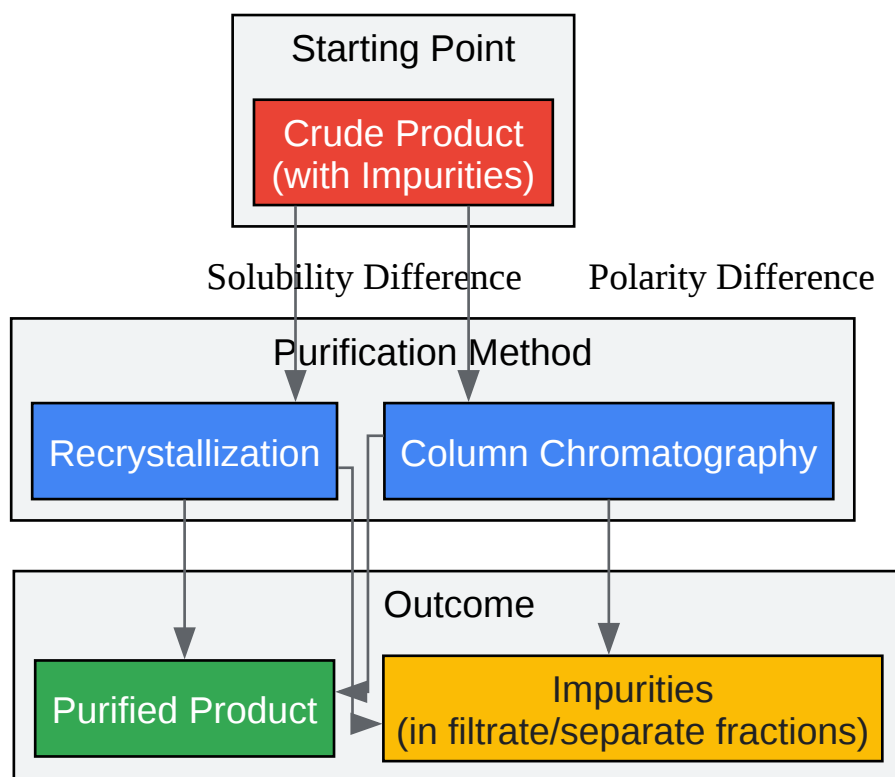 Starting Point
Crude Product
(with Impurities)
Solubility Difference
Polarity Difference
Purification Method
Recrystallization
Column Chromatography
Outcome
Purified Product
Impurities
(in filtrate/separate fractions)